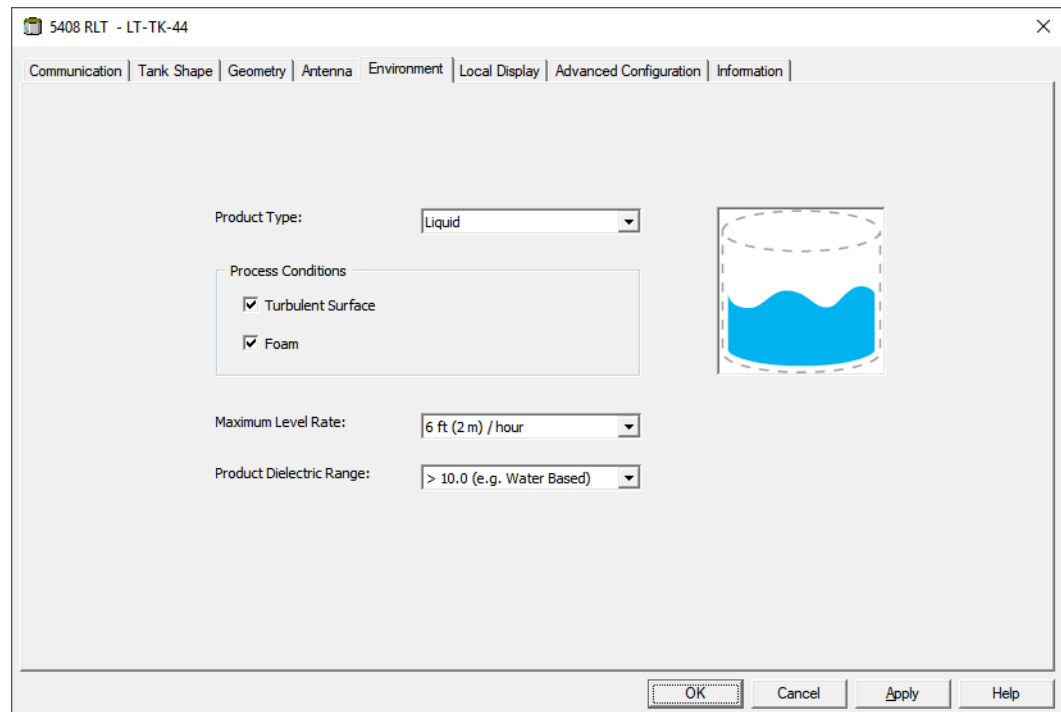 5408 RLT - LT-TK-44
Communication Tank Shape Geometry Antenna Environment Local Display Advanced Configuration Information
Product Type: Liquid
Process Conditions
Turbulent Surface
Foam
Maximum Level Rate: 6 ft (2 m) / hour
Product Dielectric Range: > 10.0 (e.g. Water Based)
OK Cancel Apply Help